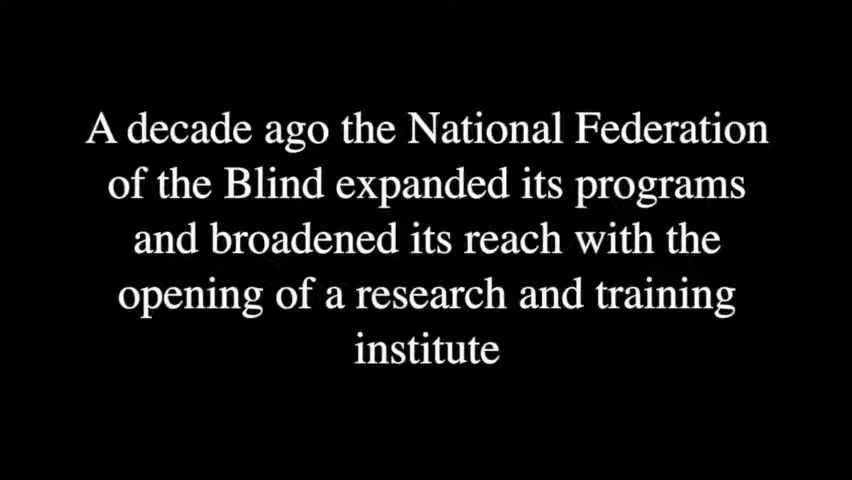 A decade ago the National Federation
of the Blind expanded its programs
and broadened its reach with the
opening of a research and training
institute